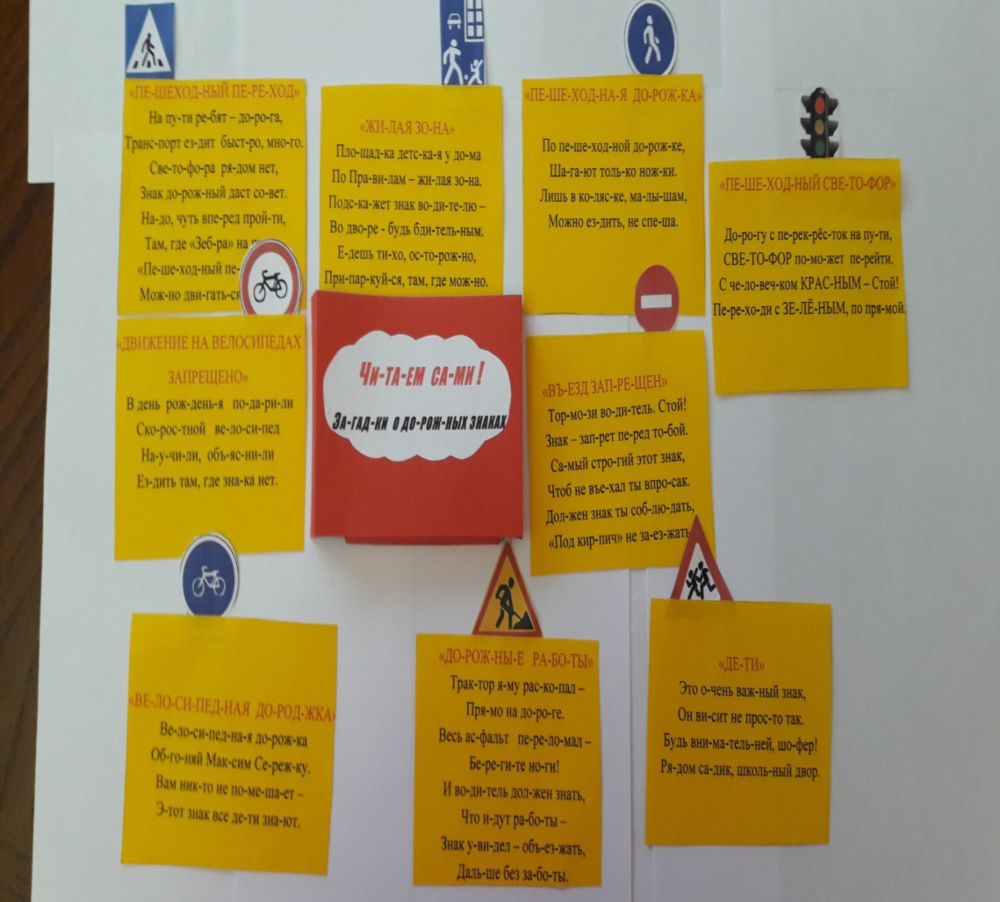 «ПЕ-ШЕХОД-НЫЙ ПЕ-РЕ-ХОД»
На пу-ти ре-бят – до-ро-га,
Транс-порт ез-дит быст-ро, мно-го.
Све-то-фо-ра ря-дом нет,
Знак до-рож-ный даст со-вет.
На-до, чуть впе-ред прой-ти,
Там, где «Зеб-ра» на
«Пе-ше-ход-ный пе-
Мож-но дви-гать-ся
«ЖИ-ЛАЯ ЗО-НА»
Пло-щад-ка детс-ка-я у до-ма
По Пра-ви-лам – жи-лая зо-на.
Подс-ка-жет знак во-ди-те-лю –
Во дво-ре - будь бди-тель-ным.
Е-дешь ти-хо, ос-то-рож-но,
При-пар-куй-ся, там, где мож-но.
«ПЕ-ШЕ-ХОД-НА-Я ДО-РОЖ-КА»
По пе-ше-ход-ной до-рож-ке,
Ша-га-ют толь-ко нож-ки.
Лишь в ко-ляс-ке, ма-лы-шам,
Можно ез-дить, не спе-ша.
«ПЕ-ШЕ-ХОД-НЫЙ СВЕ-ТО-ФОР»
До-ро-гу с пе-рек-рёс-ток на пу-ти,
СВЕ-ТО-ФОР по-мо-жет пе-рейти.
С че-ло-веч-ком КРАС-НЫМ – Стой!
Пе-ре-хо-ди с ЗЕ-ЛЁ-НЫМ, по пря-мой.
«ДВИЖЕНИЕ НА ВЕЛОСИПЕДАХ
ЗАПРЕЩЕНО»
В день рож-день-я по-да-ри-ли
Ско-рос-тной ве-ло-си-пед
На-у-чи-ли, объ-яс-ни-ли
Ез-дить там, где зна-ка нет.
Чи-та-ем са-ми!
За-гад-ки о до-рож-ных знаках
«ВЪ-ЕЗД ЗАП-РЕ-ЩЕН»
Тор-мо-зи во-ди-тель. Стой!
Знак – зап-рет пе-ред то-бой.
Са-мый стро-гий этот знак,
Чтоб не въе-хал ты впро-сак.
Дол-жен знак ты соб-лю-дать,
«Под кир-пич» не за-ез-жать
«ВЕ-ЛО-СИ-ПЕД-НАЯ ДО-РОД-ЖКА»
Ве-ло-си-пед-на-я до-рож-ка
Об-го-няй Мак-сим Се-реж-ку.
Вам ник-то не по-ме-ша-ет –
Э-тот знак все де-ти зна-ют.
«ДО-РОЖ-НЫ-Е РА-БО-ТЫ»
Трак-тор я-му рас-ко-пал –
Пря-мо на до-ро-ге.
Весь ас-фальт пе-ре-ло-мал –
Бе-ре-ги-те но-ги!
И во-ди-тель дол-жен знать,
Что и-дут ра-бо-ты –
Знак у-ви-дел – объ-ез-жать,
Даль-ше без за-бо-ты.
«ДЕ-ТИ»
Это о-чень важ-ный знак,
Он ви-сит не прос-то так.
Будь вни-ма-тель-ней, шо-фер!
Ря-дом са-дик, школь-ный двор.